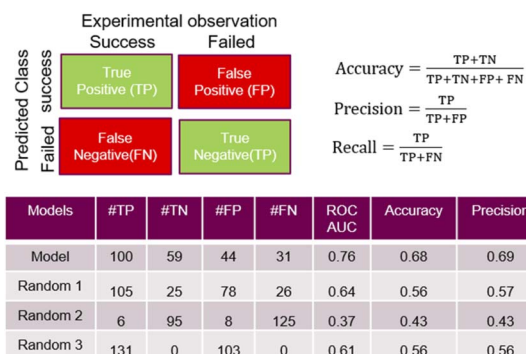 Experimental observation
Success Failed
Predicted Class
success
Failed
True
Positive (TP)
False
Positive (FP)
False
Negative(FN)
True
Negative(TP)
Accuracy = TP+TN / TP+TN+FP+ FN
Precision = TP / TP+FP
Recall = TP / TP+FN
Models #TP #TN #FP #FN ROC AUC Accuracy Precision
Model 100 59 44 31 0.76 0.68 0.69
Random 1 105 25 78 26 0.64 0.56 0.57
Random 2 6 95 8 125 0.37 0.43 0.43
Random 3 131 0 103 0 0.61 0.56 0.56